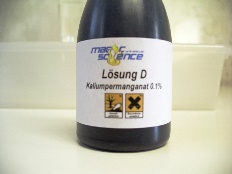 magic
science
Lösung D
Kaliumpermanganat 0.1%